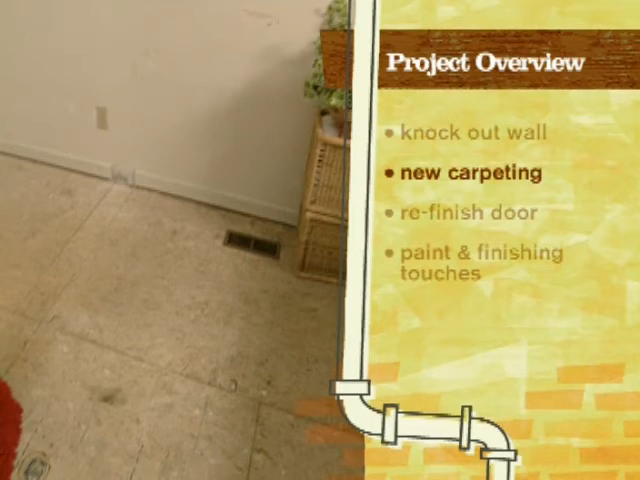 Project Overview
• knock out wall
• new carpeting
• re-finish door
• paint & finishing
touches